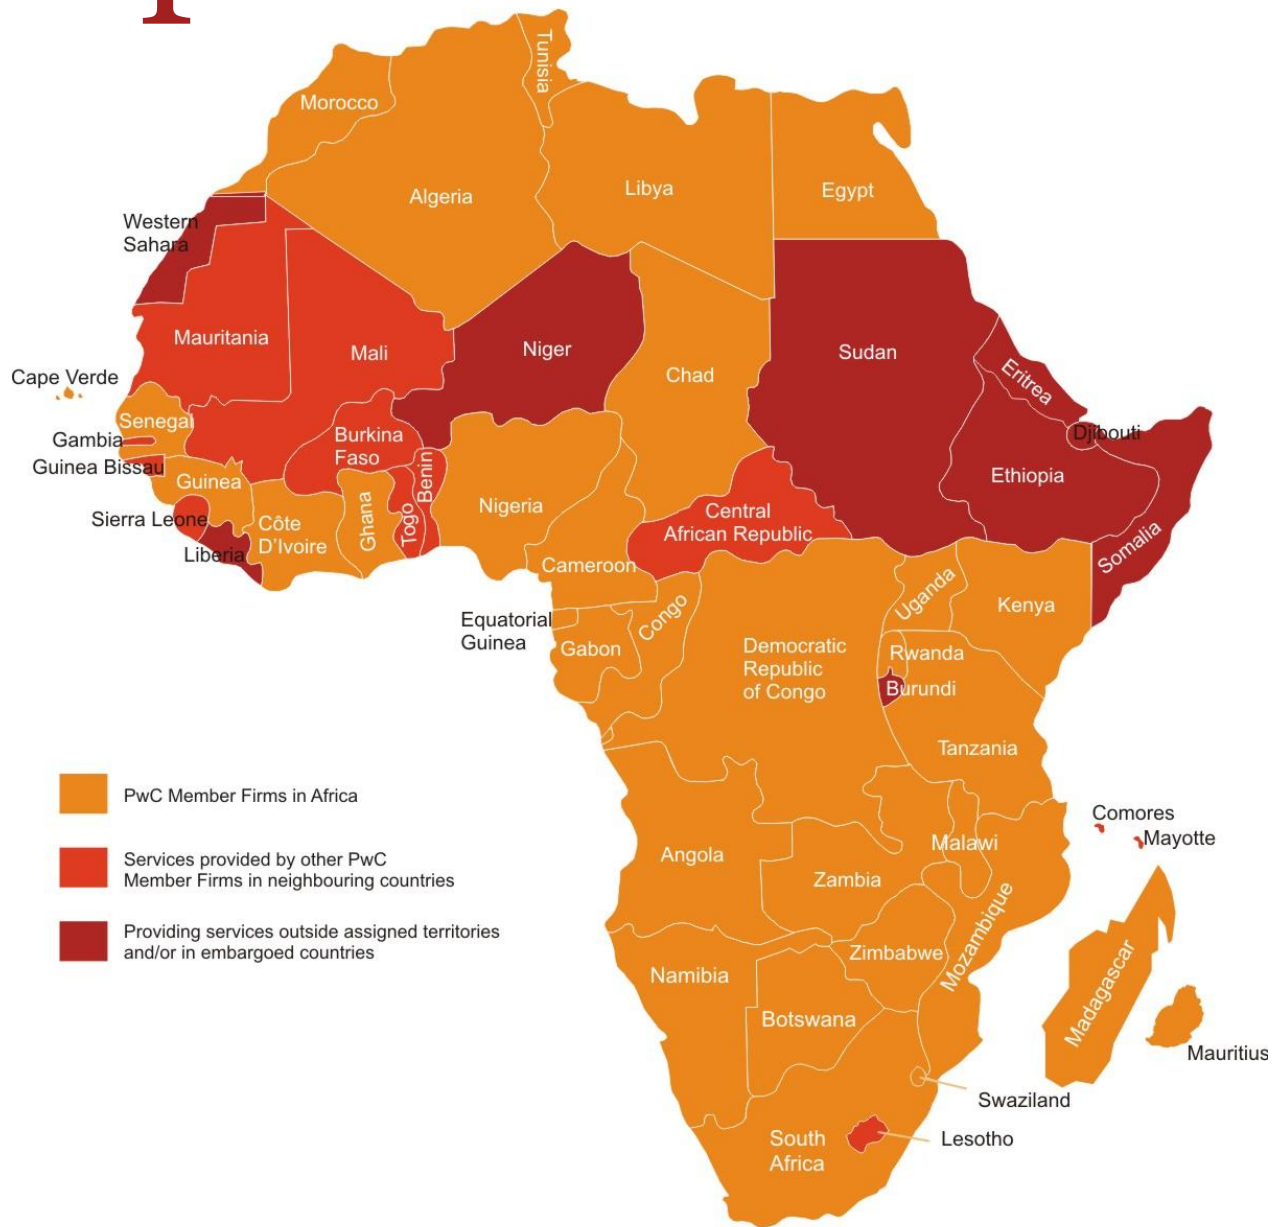 Tunisia
Morocco
Algeria
Libya
Egypt
Western
Sahara
Mauritania
Mali
Niger
Chad
Sudan
Eritrea
Cape Verde
Senegal
Gambia
Guinea Bissau
Guinea
Sierra Leone
Liberia
Côte
D'Ivoire
Burkina
Faso
Ghana
Togo
Benin
Nigeria
Cameroon
Central
African Republic
Djibouti
Ethiopia
Somalia
Equatorial
Guinea
Gabon
Congo
Democratic
Republic
of Congo
Uganda
Kenya
Rwanda
Burundi
Tanzania
PwC Member Firms in Africa
Services provided by other PwC
Member Firms in neighbouring countries
Providing services outside assigned territories
and/or in embargoed countries
Angola
Zambia
Malawi
Mozambique
Comores
Mayotte
Zimbabwe
Namibia
Botswana
Madagascar
Mauritius
Swaziland
Lesotho
South
Africa